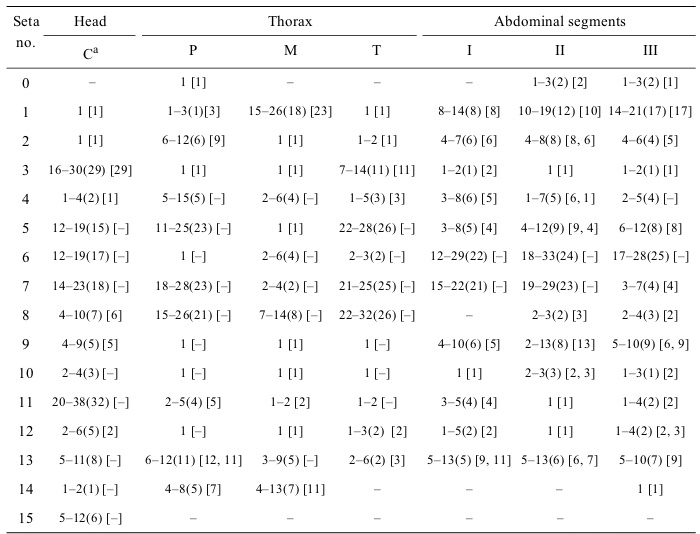 Seta no. Head Thorax Abdominal segments
Cª P M T I II III
0 – 1 [1] – – – 1–3(2) [2] 1–3(2) [1]
1 1 [1] 1–3(1)[3] 15–26(18) [23] 1 [1] 8–14(8) [8] 10–19(12) [10] 14–21(17) [17]
2 1 [1] 6–12(6) [9] 1 [1] 1–2 [1] 4–7(6) [6] 4–8(8) [8, 6] 4–6(4) [5]
3 16–30(29) [29] 1 [1] 1 [1] 7–14(11) [11] 1–2(1) [2] 1 [1] 1–2(1) [1]
4 1–4(2) [1] 5–15(5) [–] 2–6(4) [–] 1–5(3) [3] 3–8(6) [5] 1–7(5) [6, 1] 2–5(4) [–]
5 12–19(15) [–] 11–25(23) [–] 1 [1] 22–28(26) [–] 3–8(5) [4] 4–12(9) [9, 4] 6–12(8) [8]
6 12–19(17) [–] 1 [–] 2–6(4) [–] 2–3(2) [–] 12–29(22) [–] 18–33(24) [–] 17–28(25) [–]
7 14–23(18) [–] 18–28(23) [–] 2–4(2) [–] 21–25(25) [–] 15–22(21) [–] 19–29(23) [–] 3–7(4) [4]
8 4–10(7) [6] 15–26(21) [–] 7–14(8) [–] 22–32(26) [–] – 2–3(2) [3] 2–4(3) [2]
9 4–9(5) [5] 1 [–] 1 [1] 1 [–] 4–10(6) [5] 2–13(8) [13] 5–10(9) [6, 9]
10 2–4(3) [–] 1 [–] 1 [1] 1 [–] 1 [1] 2–3(3) [2, 3] 1–3(1) [2]
11 20–38(32) [–] 2–5(4) [5] 1–2 [2] 1–2 [–] 3–5(4) [4] 1 [1] 1–4(2) [2]
12 2–6(5) [2] 1 [–] 1 [1] 1–3(2) [2] 1–5(2) [2] 1 [1] 1–4(2) [2, 3]
13 5–11(8) [–] 6–12(11) [12, 11] 3–9(5) [–] 2–6(2) [3] 5–13(5) [9, 11] 5–13(6) [6, 7] 5–10(7) [9]
14 1–2(1) [–] 4–8(5) [7] 4–13(7) [11] – – – 1 [1]
15 5–12(6) [–] – – – – – –